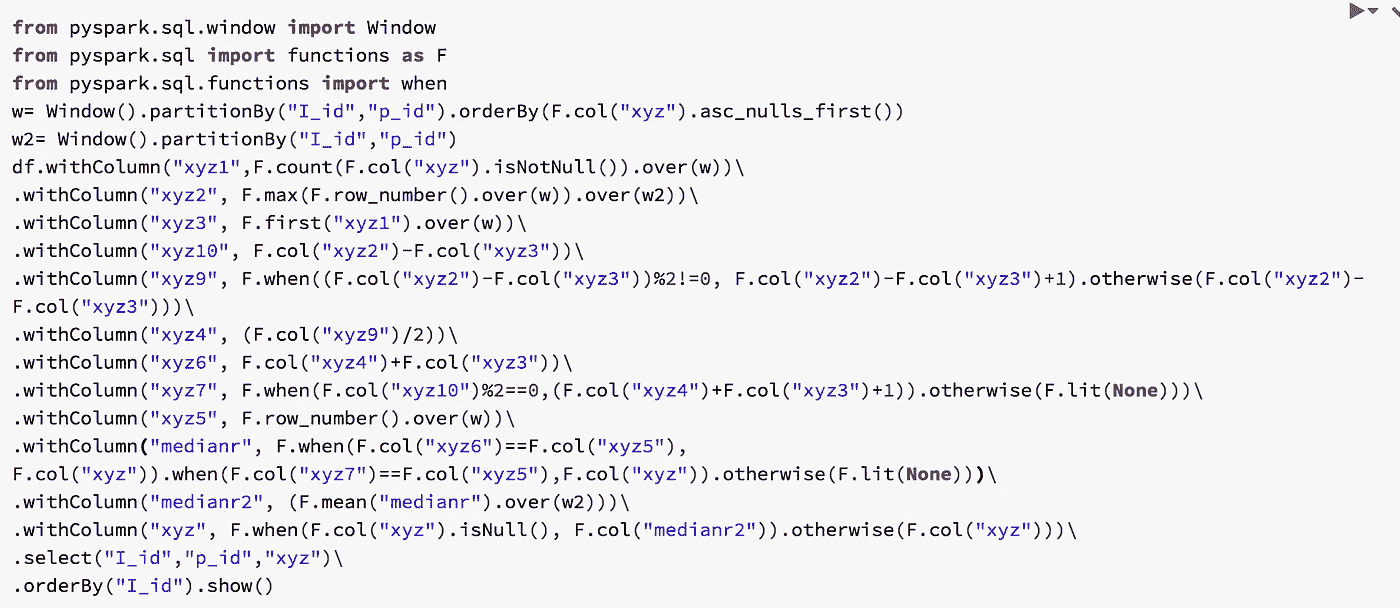 from pyspark.sql.window import Window
from pyspark.sql import functions as F
from pyspark.sql.functions import when
w= Window().partitionBy("I_id","p_id").orderBy(F.col("xyz").asc_nulls_first())
w2= Window().partitionBy("I_id","p_id")
df.withColumn("xyz1",F.count(F.col("xyz").isNotNull()).over(w))\
.withColumn("xyz2", F.max(F.row_number().over(w)).over(w2))\
.withColumn("xyz3", F.first("xyz1").over(w))\
.withColumn("xyz10", F.col("xyz2")-F.col("xyz3"))\
.withColumn("xyz9", F.when((F.col("xyz2")-F.col("xyz3"))%2!=0, F.col("xyz2")-F.col("xyz3")+1).otherwise(F.col("xyz2")-
F.col("xyz3")))\
.withColumn("xyz4", (F.col("xyz9")/2))\
.withColumn("xyz6", F.col("xyz4")+F.col("xyz3"))\
.withColumn("xyz7", F.when(F.col("xyz10")%2==0,(F.col("xyz4")+F.col("xyz3")+1)).otherwise(F.lit(None)))\
.withColumn("xyz5", F.row_number().over(w))\
.withColumn("medianr", F.when(F.col("xyz6")==F.col("xyz5"),
F.col("xyz")).when(F.col("xyz7")==F.col("xyz5"),F.col("xyz")).otherwise(F.lit(None)))\
.withColumn("medianr2", (F.mean("medianr").over(w2)))\
.withColumn("xyz", F.when(F.col("xyz").isNull(), F.col("medianr2")).otherwise(F.col("xyz")))\
.select("I_id","p_id","xyz")\
.orderBy("I_id").show()